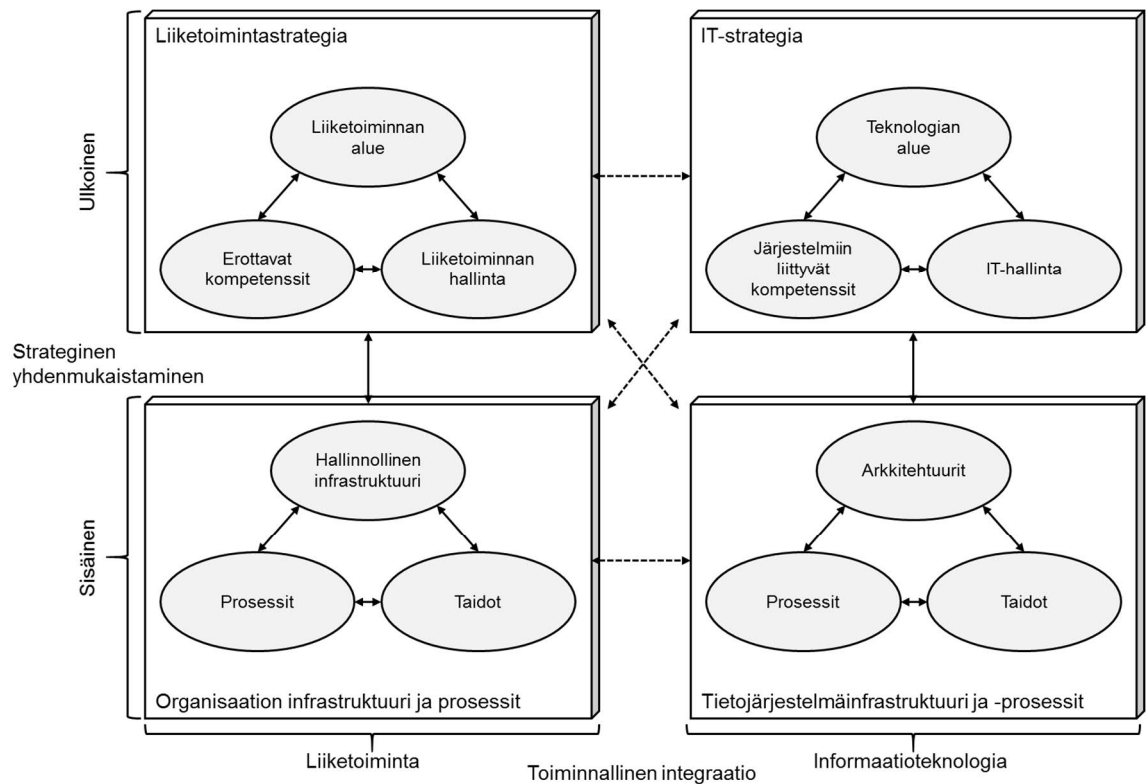 Liiketoimintastrategia
IT-strategia
Liiketoiminnan
alue
Teknologian
alue
Ulkoinen
Erottavat
kompetenssit
Liiketoiminnan
hallinta
Järjestelmiin
liittyvät
kompetenssit
IT-hallinta
Strateginen
yhdenmukaistaminen
Hallinnollinen
infrastruktuuri
Arkkitehtuurit
Sisäinen
Prosessit
Taidot
Prosessit
Taidot
Organisaation infrastruktuuri ja prosessit
Tietojärjestelmäinfrastruktuuri ja -prosessit
Liiketoiminta
Informaatioteknologia
Toiminnallinen integraatio